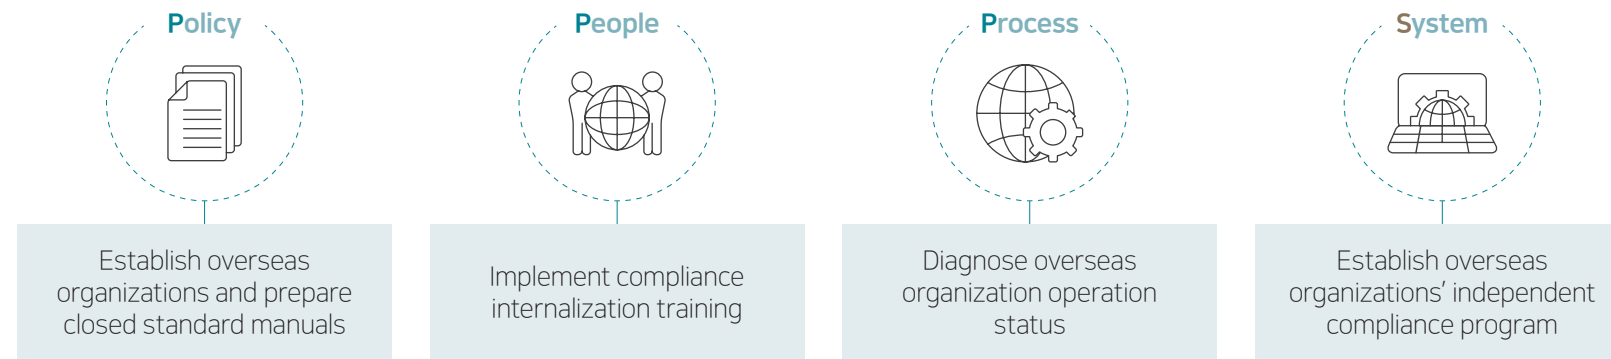 Policy
Establish overseas
organizations and prepare
closed standard manuals
People
Implement compliance
internalization training
Process
Diagnose overseas
organization operation
status
System
Establish overseas
organizations' independent
compliance program